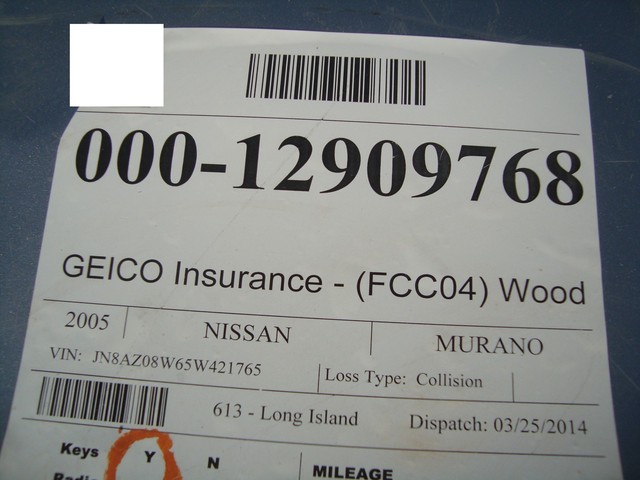 000-12909768
GEICO Insurance - (FCC04) Wood
2005 NISSAN MURANO
VIN: JN8AZ08W65W421765 Loss Type: Collision
613 - Long Island Dispatch: 03/25/2014
Keys Y N MILEAGE
Radio